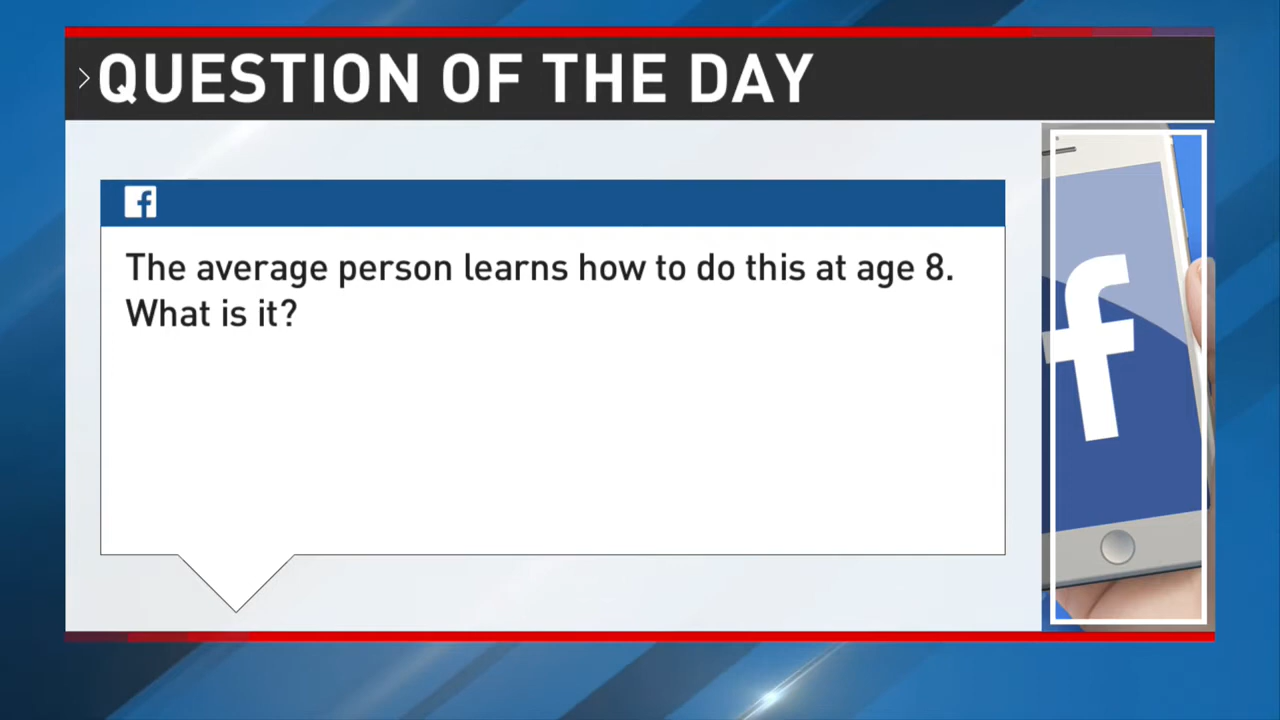 QUESTION OF THE DAY
The average person learns how to do this at age 8.
What is it?